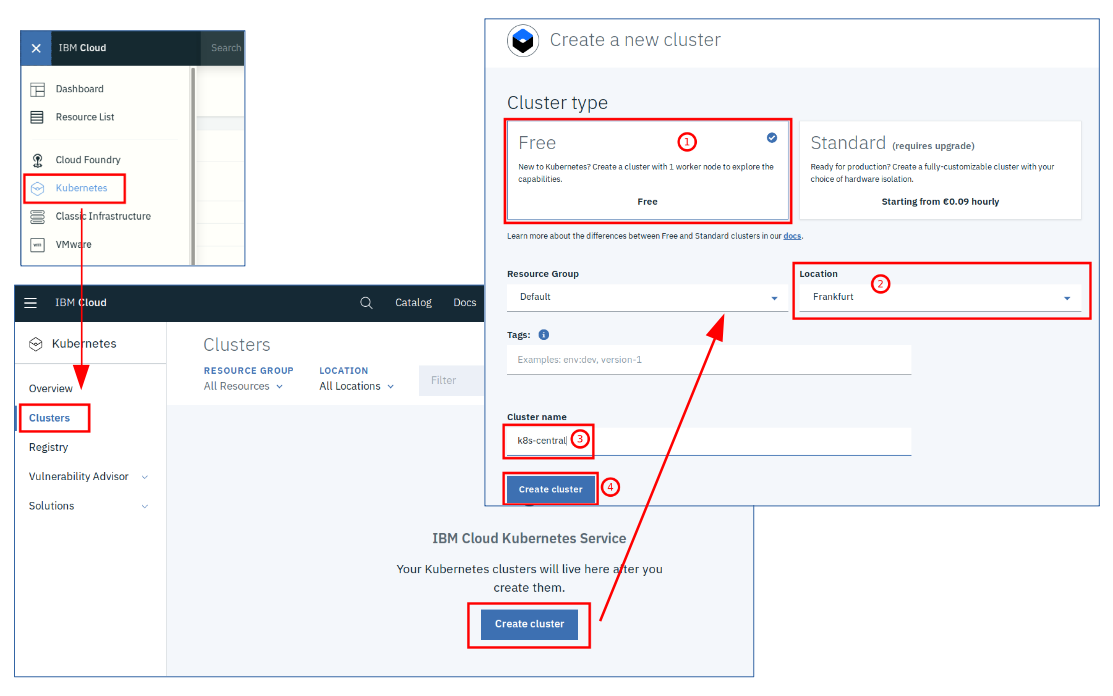 IBM Cloud
Search
Dashboard
Resource List
Cloud Foundry
Kubernetes
Classic Infrastructure
vm
VMware
IBM Cloud
Catalog
Docs
Kubernetes
Overview
Clusters
Registry
Vulnerability Advisor
Solutions
Clusters
RESOURCE GROUP
All Resources
LOCATION
All Locations
Filter
IBM Cloud Kubernetes Service
Your Kubernetes clusters will live here after you
create them.
Create cluster
Create a new cluster
Cluster type
Free
1
New to Kubernetes? Create a cluster with 1 worker node to explore the
capabilities.
Free
Standard (requires upgrade)
Ready for production? Create a fully-customizable cluster with your
choice of hardware isolation.
Starting from €0.09 hourly
Learn more about the differences between Free and Standard clusters in our docs.
Resource Group
Default
Location
2
Frankfurt
Tags:
Examples: env:dev, version-1
Cluster name
k8s-central
3
Create cluster
4